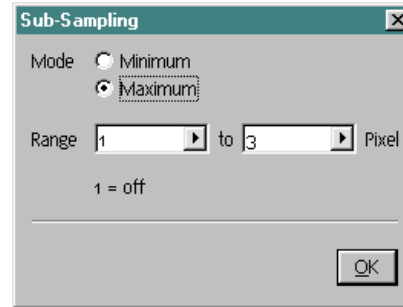 Sub-Sampling
Mode Minimum
Maximum
Range 1 to 3 Pixel
1 = off
OK